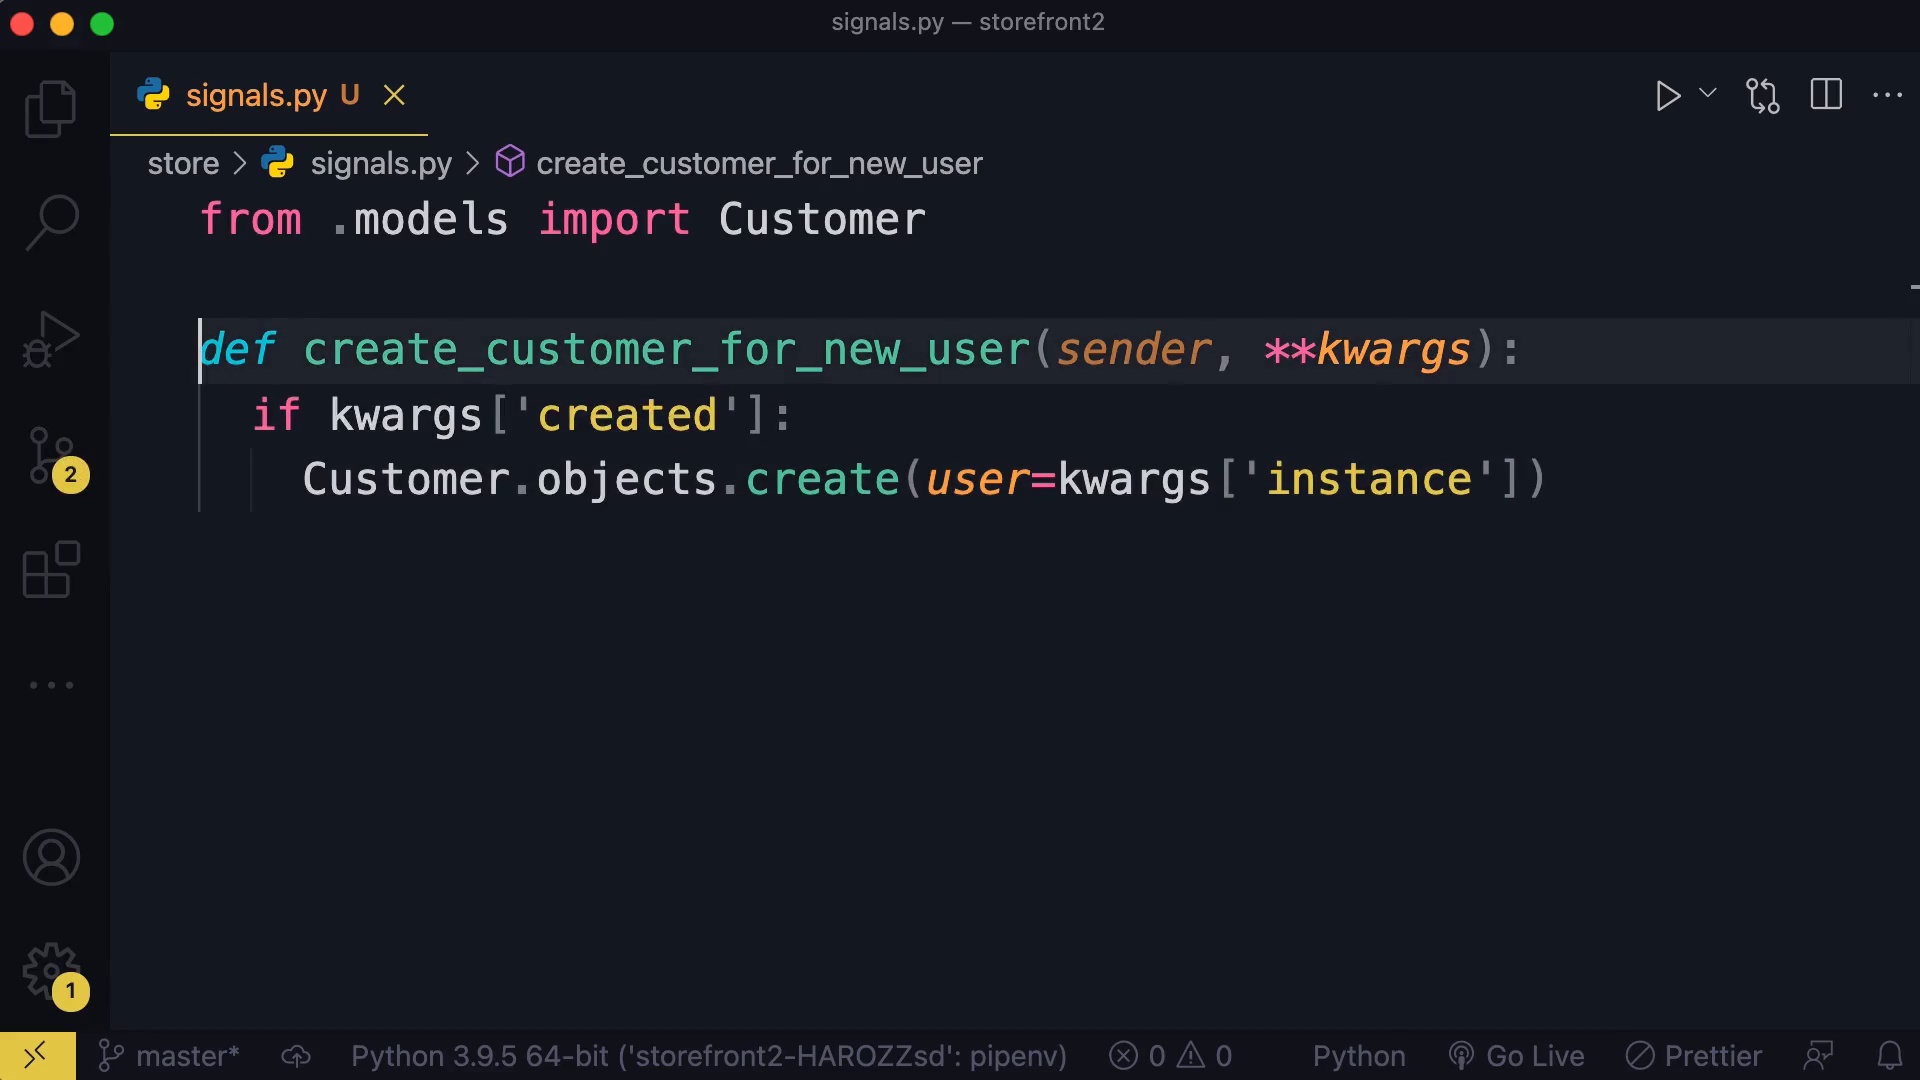 signals.py — storefront2
signals.py U
store > signals.py > create_customer_for_new_user
from .models import Customer
def create_customer_for_new_user(sender, **kwargs):
if kwargs['created']:
Customer.objects.create(user=kwargs['instance'])
2
1
master* Python 3.9.5 64-bit ('storefront2-HAROZZsd': pipenv) 0 0 Python Go Live Prettier